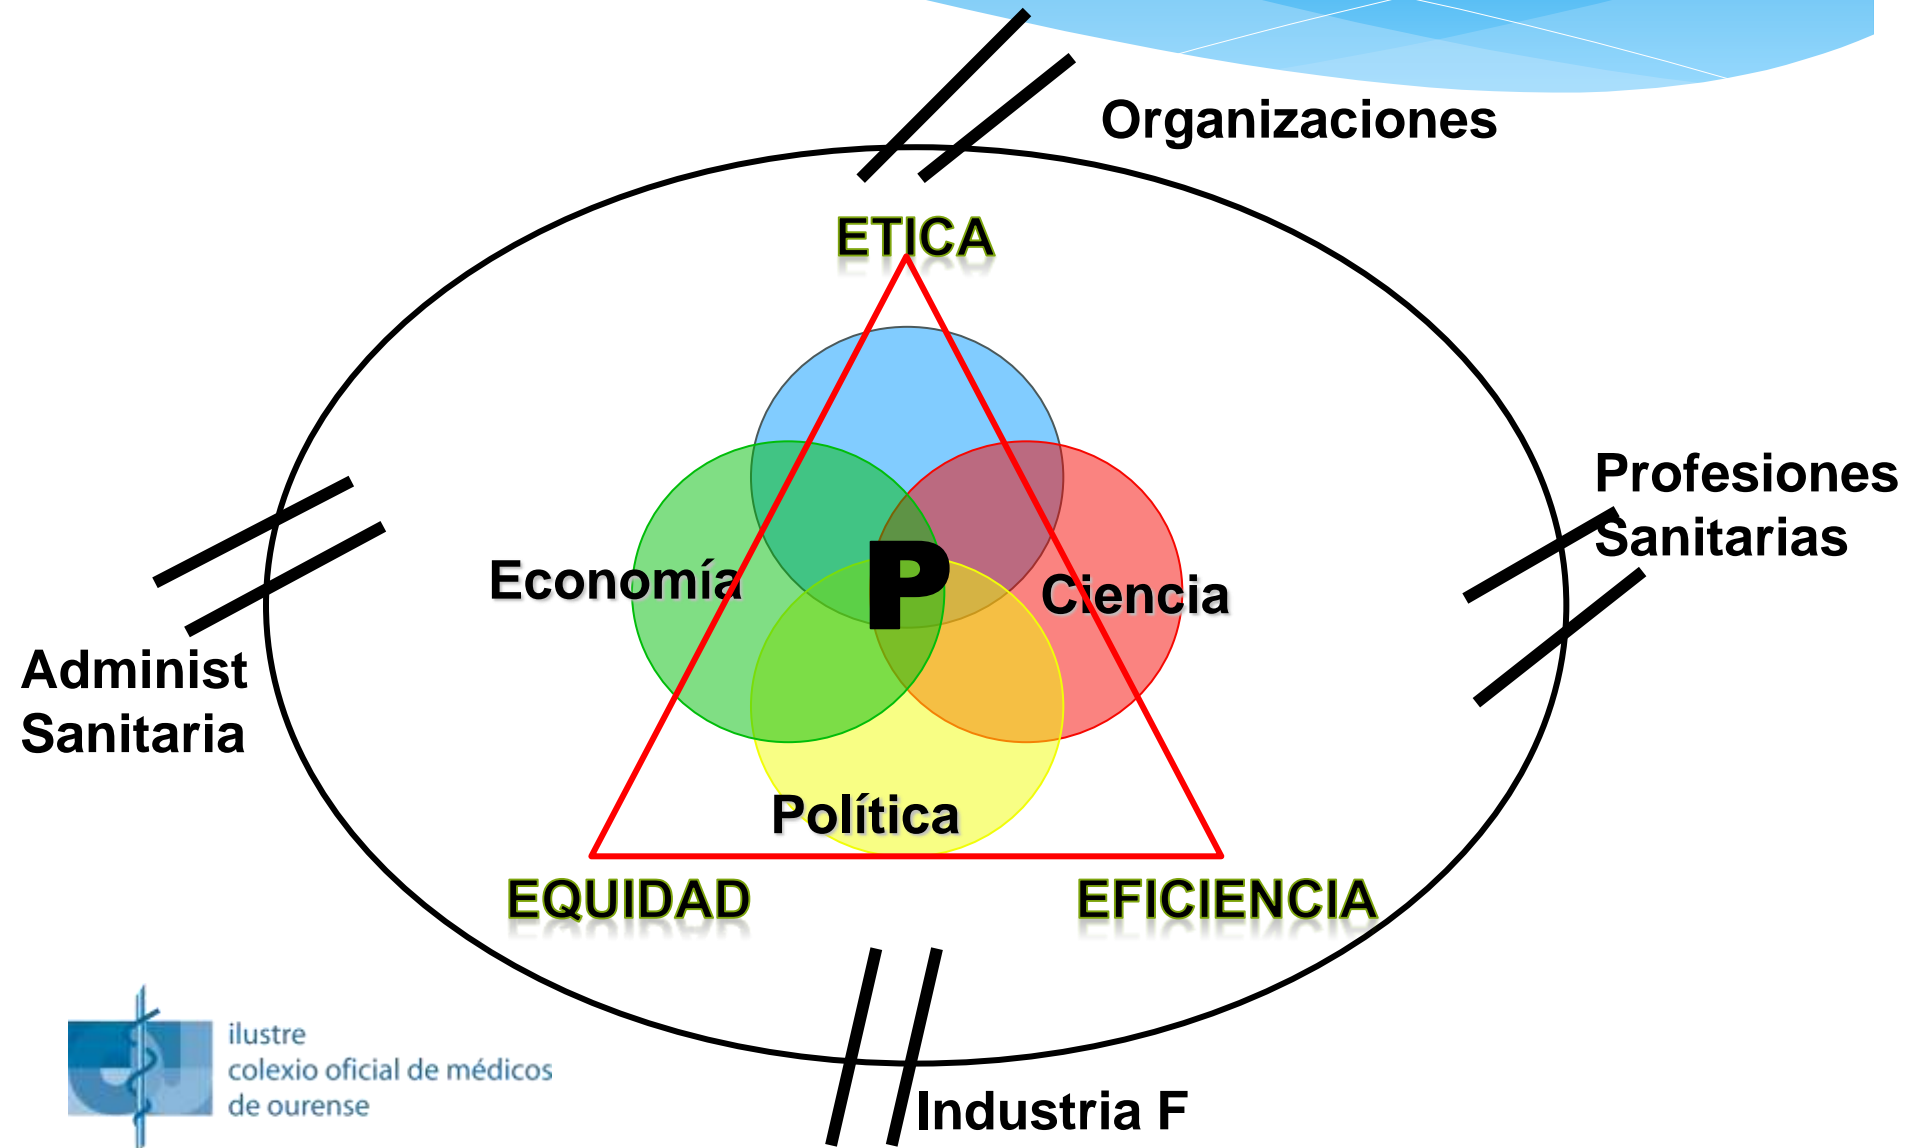 Organizaciones
ETICA
Profesiones
Sanitarias
Economía
P
Ciencia
Administ
Sanitaria
Política
EQUIDAD
EFICIENCIA
ilustre
colexio oficial de médicos
de ourense
Industria F